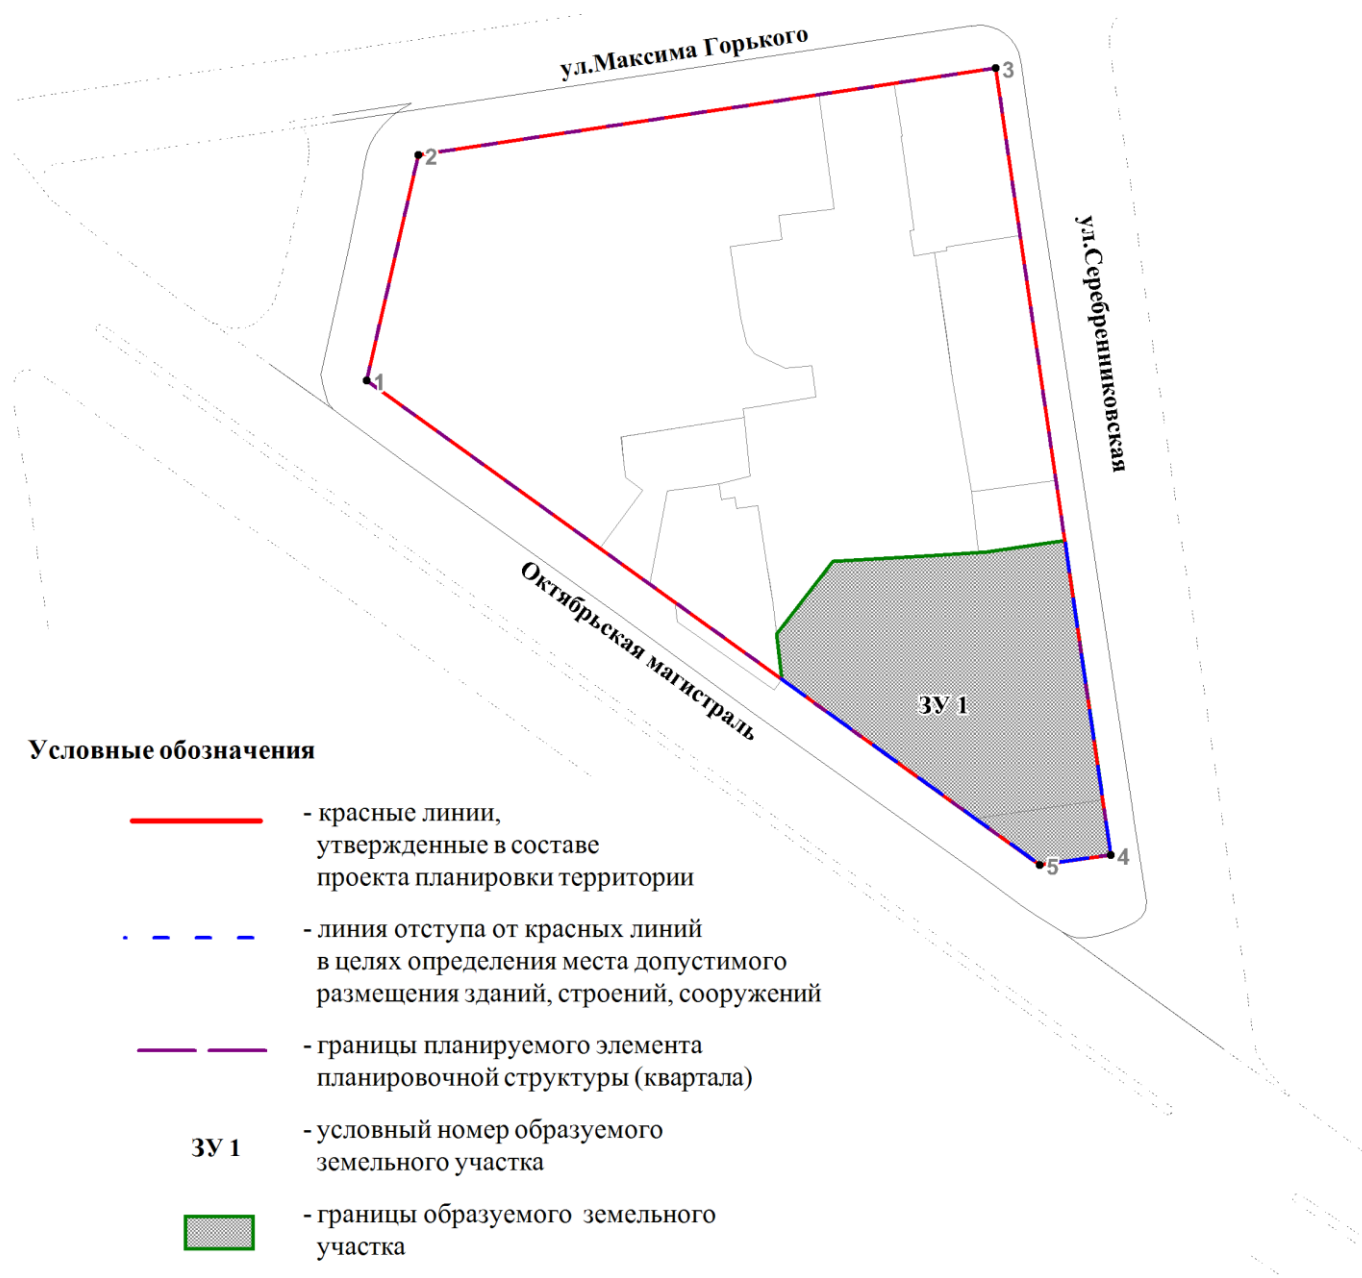 ул.Максима Горького
3
2
ул.Серебренниковская
1
Октябрьская магистраль
ЗУ 1
4
5
Условные обозначения
- красные линии,
утвержденные в составе
проекта планировки территории
- линия отступа от красных линий
в целях определения места допустимого
размещения зданий, строений, сооружений
- границы планируемого элемента
планировочной структуры (квартала)
ЗУ 1
- условный номер образуемого
земельного участка
- границы образуемого земельного
участка